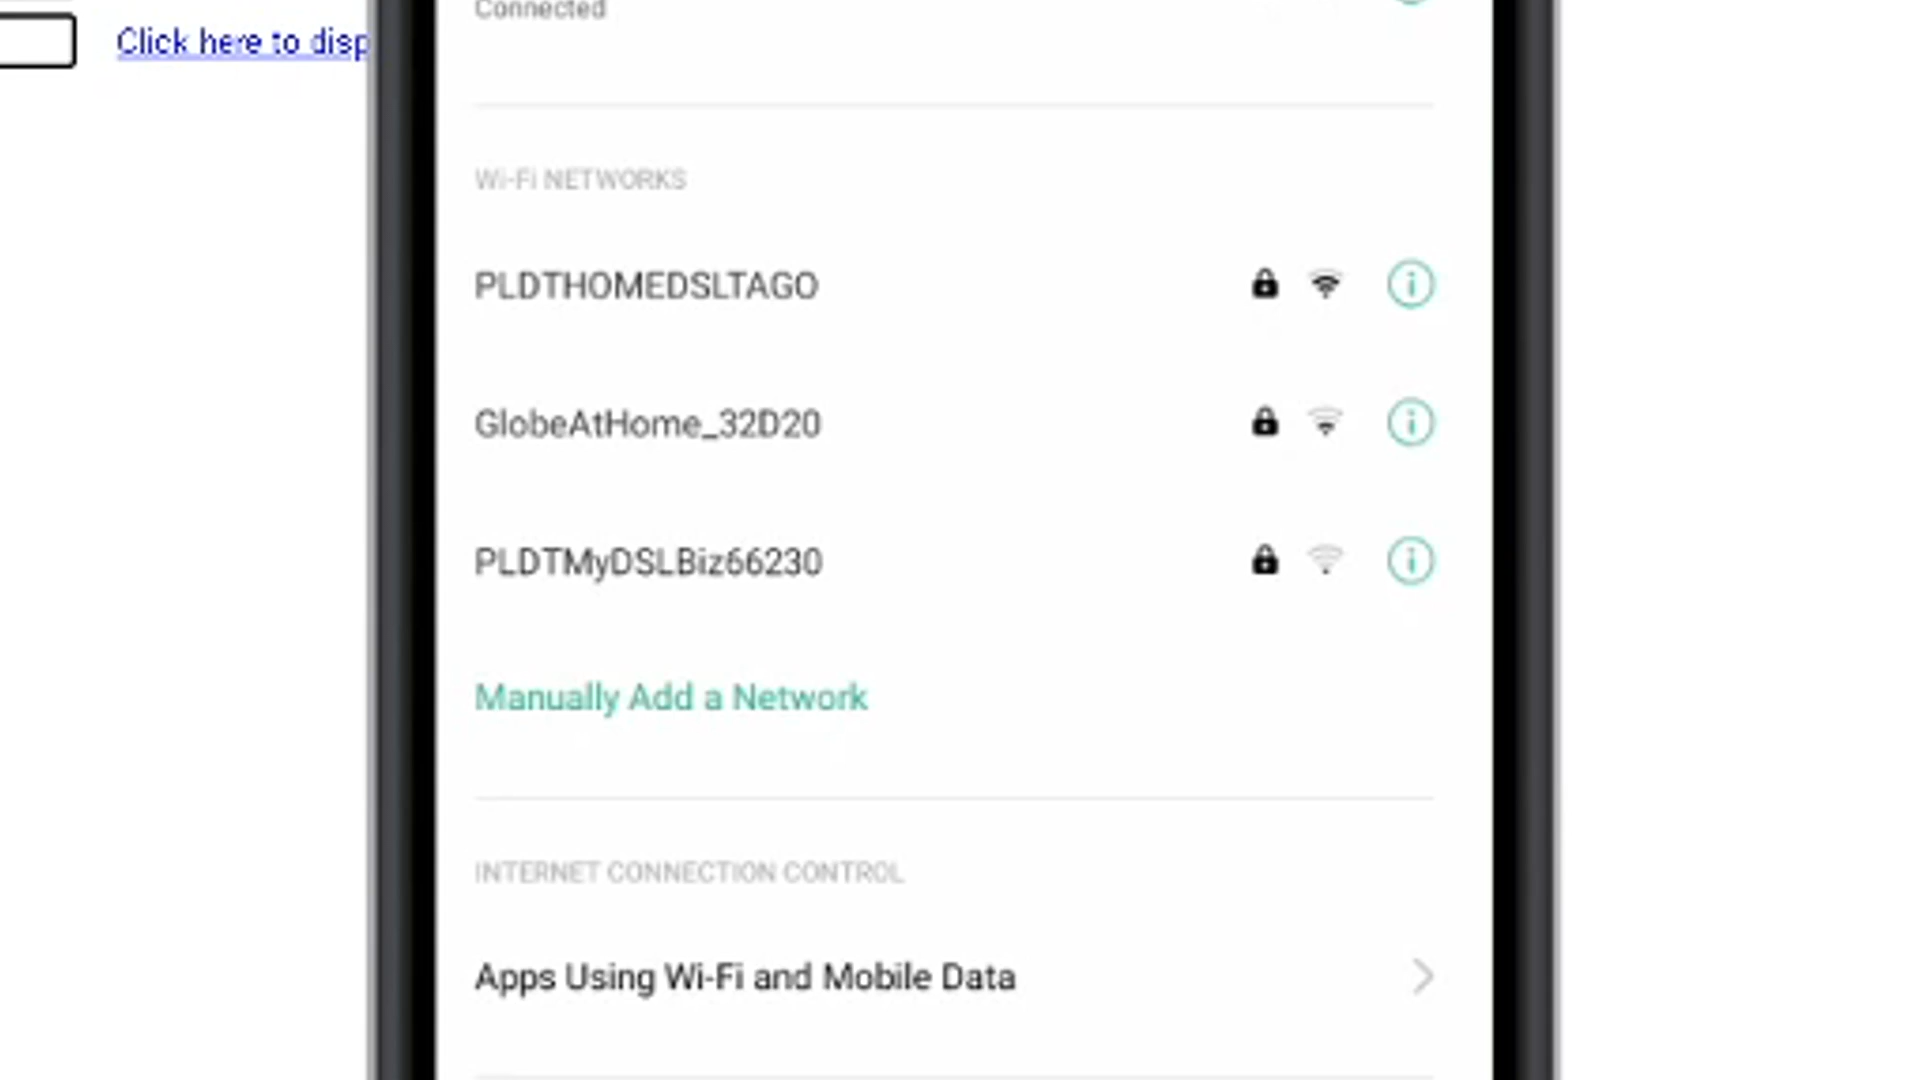 Connected
Click here to disp
Wi-Fi NETWORKS
PLDTHOMEDSLTAGO
GlobeAtHome_32D20
PLDTMyDSLBiz66230
Manually Add a Network
INTERNET CONNECTION CONTROL
Apps Using Wi-Fi and Mobile Data